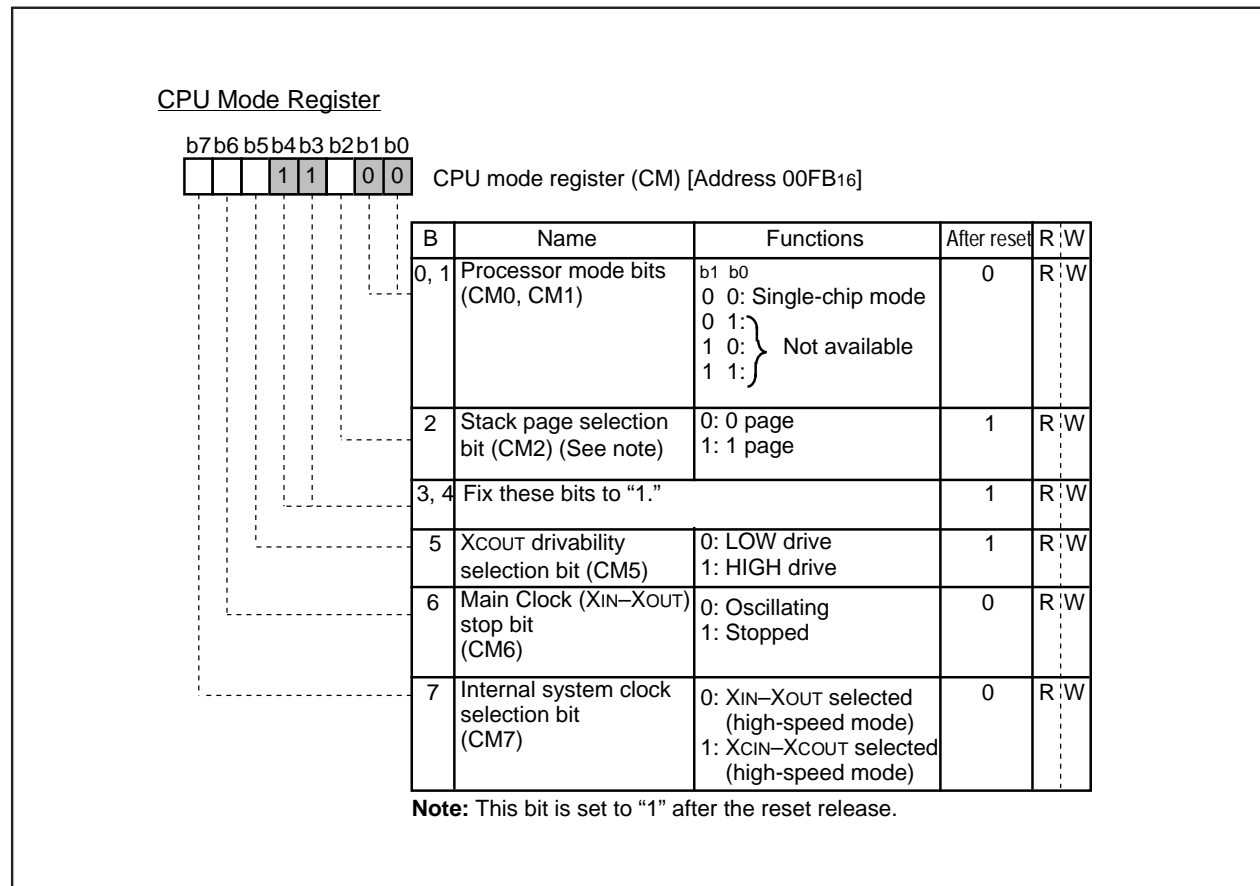 CPU Mode Register
b7 b6 b5 b4 b3 b2 b1 b0
1 1 0 0 CPU mode register (CM) [Address 00FB16]
B Name Functions After reset R W
0, 1 Processor mode bits b1 b0 0 R W
(CM0, CM1) 0 0: Single-chip mode
0 1:
1 0: Not available
1 1:
2 Stack page selection 0: 0 page 1 R W
bit (CM2) (See note) 1: 1 page
3, 4 Fix these bits to “1.” 1 R W
5 XCOUT drivability 0: LOW drive 1 R W
selection bit (CM5) 1: HIGH drive
6 Main Clock (XIN–XOUT) 0: Oscillating 0 R W
stop bit 1: Stopped
(CM6)
7 Internal system clock 0: XIN–XOUT selected 0 R W
selection bit (high-speed mode)
(CM7) 1: XCIN–XCOUT selected
(high-speed mode)
Note: This bit is set to “1” after the reset release.